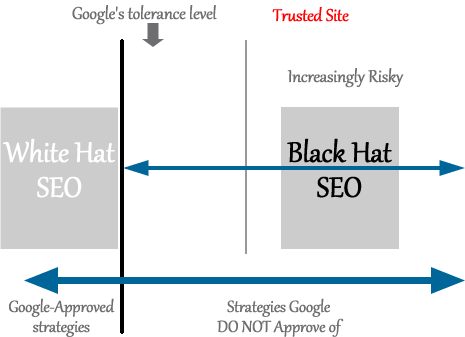 Google's tolerance level
Trusted Site
Increasingly Risky
White Hat
SEO
Black Hat
SEO
Google-Approved
strategies
Strategies Google
DO NOT Approve of